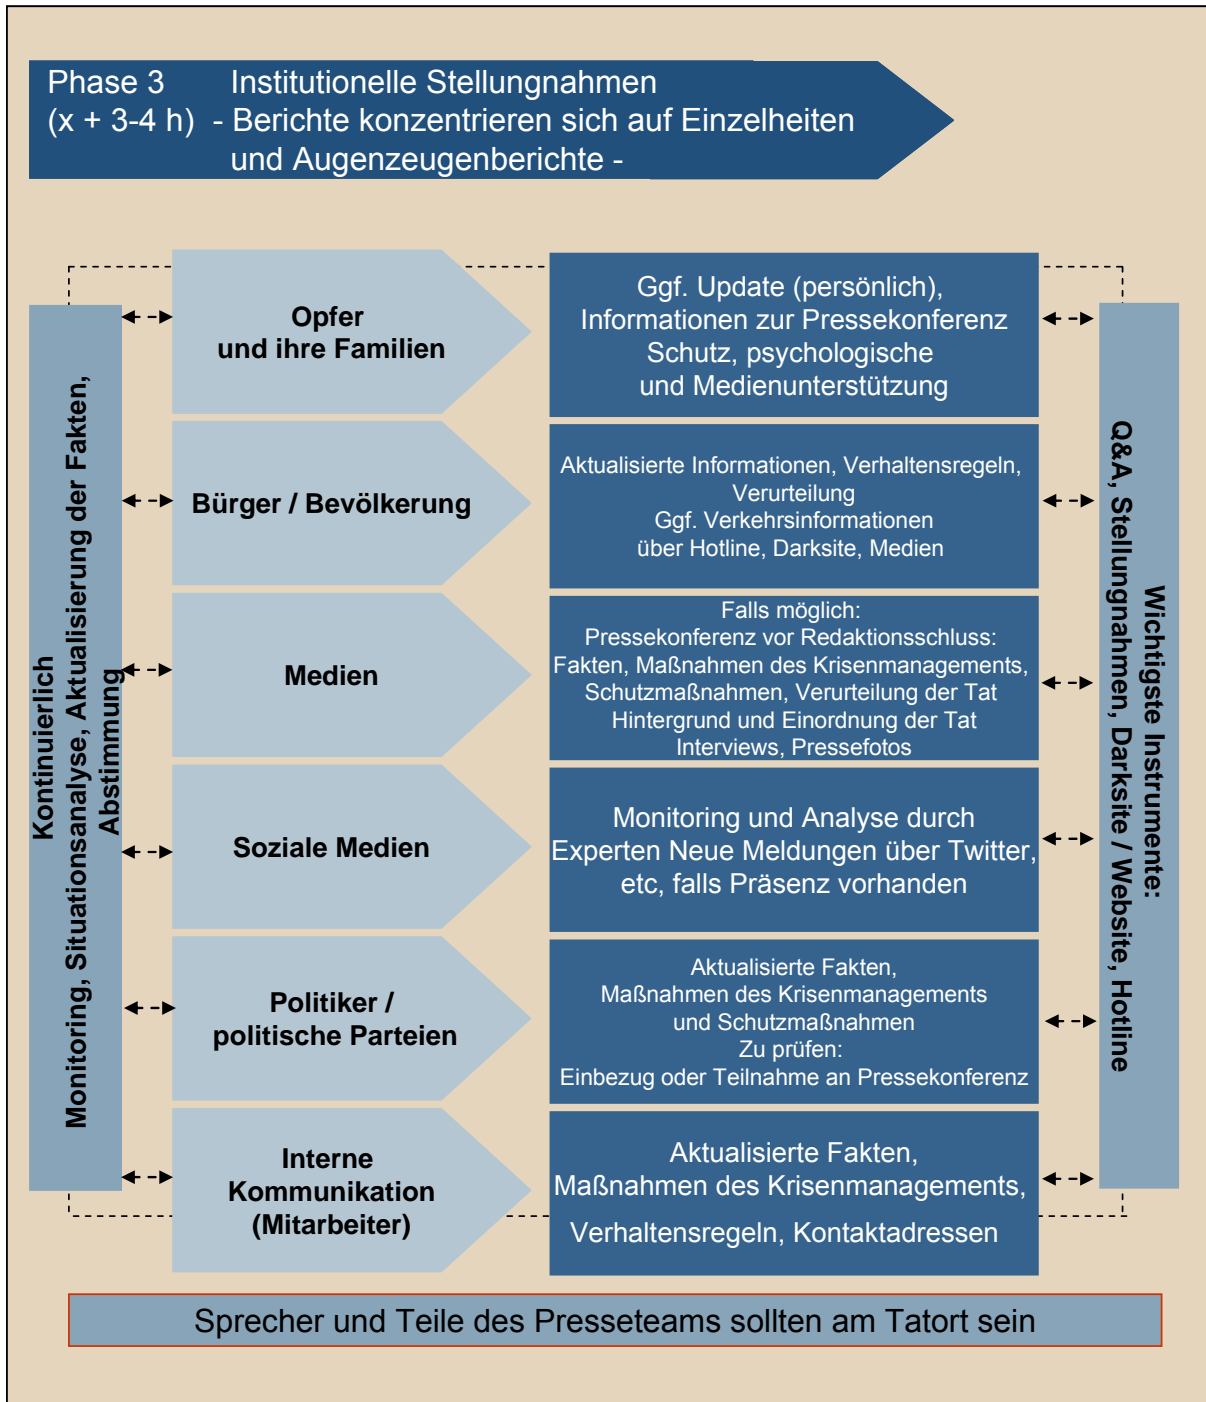 Phase 3 Institutionelle Stellungnahmen
(x + 3-4 h) - Berichte konzentrieren sich auf Einzelheiten
und Augenzeugenberichte -
Kontinuierlich
Monitoring, Situationsanalyse, Aktualisierung der Fakten,
Abstimmung
Opfer
und ihre Familien
Ggf. Update (persönlich),
Informationen zur Pressekonferenz
Schutz, psychologische
und Medienunterstützung
Bürger / Bevölkerung
Aktualisierte Informationen, Verhaltensregeln,
Verurteilung
Ggf. Verkehrsinformationen
über Hotline, Darksite, Medien
Medien
Falls möglich:
Pressekonferenz vor Redaktionsschluss:
Fakten, Maßnahmen des Krisenmanagements,
Schutzmaßnahmen, Verurteilung der Tat
Hintergrund und Einordnung der Tat
Interviews, Pressefotos
Soziale Medien
Monitoring und Analyse durch
Experten Neue Meldungen über Twitter,
etc, falls Präsenz vorhanden
Politiker /
politische Parteien
Aktualisierte Fakten,
Maßnahmen des Krisenmanagements
und Schutzmaßnahmen
Zu prüfen:
Einbezug oder Teilnahme an Pressekonferenz
Interne
Kommunikation
(Mitarbeiter)
Aktualisierte Fakten,
Maßnahmen des Krisenmanagements,
Verhaltensregeln, Kontaktadressen
Wichtigste Instrumente:
Q&A, Stellungnahmen, Darksite / Website, Hotline
Sprecher und Teile des Presseteams sollten am Tatort sein